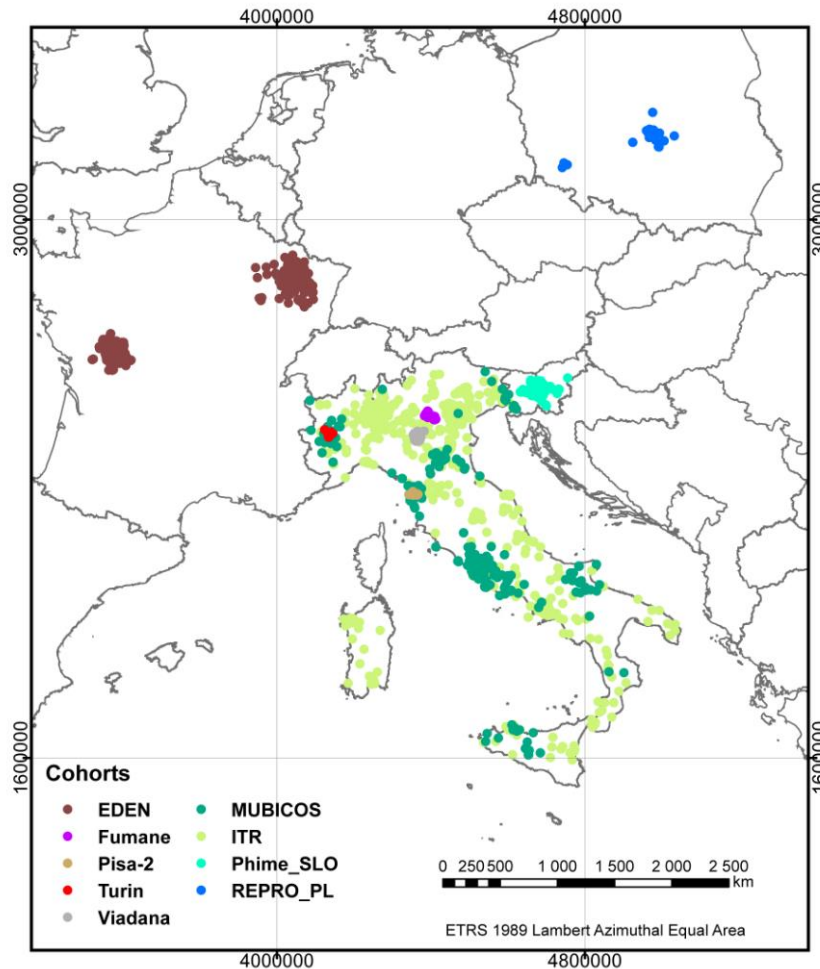 4000000 4800000
3000000 3000000
1600000 1600000
Cohorts
EDEN MUBICOS
Fumane ITR
Pisa-2 Phime_SLO
Turin REPRO_PL
Viadana
0 250 500 1 000 1 500 2 000 2 500
km
ETRS 1989 Lambert Azimuthal Equal Area
4000000 4800000